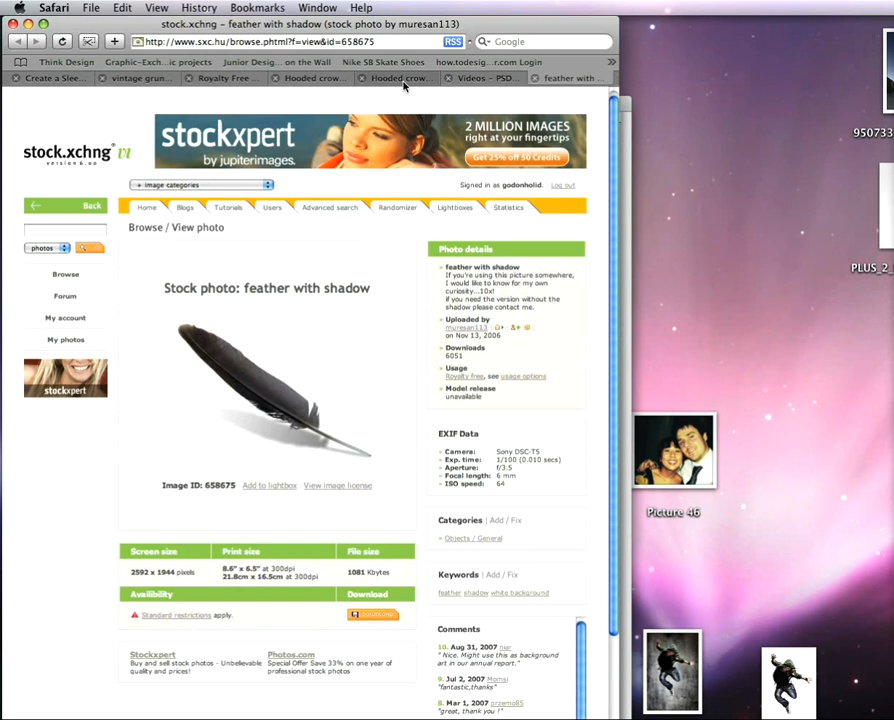 Safari File Edit View History Bookmarks Window Help
stock.xchng - feather with shadow (stock photo by muresan113)
http://www.sxc.hu/browse.phtml?f=view&id=658675 RSS Google
Think Design Graphic-Exch...ic projects Junior Desig... on the Wall Nike SB Skate Shoes how.todesig...r.com Login
Create a Slee... vintage grun... Royalty Free ... Hooded crow... Hooded crow... Videos – PSD... feather with ...
stock.xchng VI
stockxpert
by jupiterimages.
2 MILLION IMAGES
right at your fingertips
Get 25% off 50 Credits
+ image categories
Signed in as godonholid. Log out
Back
Home Blogs Tutorials Users Advanced search Randomizer Lightboxes Statistics
photos
Browse
Forum
My account
My photos
stockxpert
Browse / View photo
Stock photo: feather with shadow
Image ID: 658675 Add to lightbox View image license
Photo details
feather with shadow
If you're using this picture somewhere,
I would like to know for my own
curiosity...10x!
if you need the version without the
shadow please contact me.
Uploaded by
muresan113
on Nov 13, 2006
Downloads
6051
Usage
Royalty free, see usage options
Model release
unavailable
EXIF Data
Camera: Sony DSC-T5
Exp. time: 1/100 (0.010 secs)
Aperture: f/3.5
Focal length: 6 mm
ISO speed: 64
Categories | Add / Fix
Objects / General
Keywords | Add / Fix
feather shadow white background
Screen size Print size File size
2592 x 1944 pixels
8.6" x 6.5" at 300dpi
21.8cm x 16.5cm at 300dpi
1081 Kbytes
Availibility Download
Standard restrictions apply.
DOWNLOAD
Stockxpert
Buy and sell stock photos - Unbelievable
quality and prices!
Photos.com
Special Offer Save 33% on one year of
professional stock photos
Comments
10. Aug 31, 2007 njar
" Nice. Might use this as background
art in our annual report."
9. Jul 2, 2007 Momsi
"fantastic,thanks"
8. Mar 1, 2007 przemo85
"great, thank you !"
950733
PLUS_2_
Picture 46